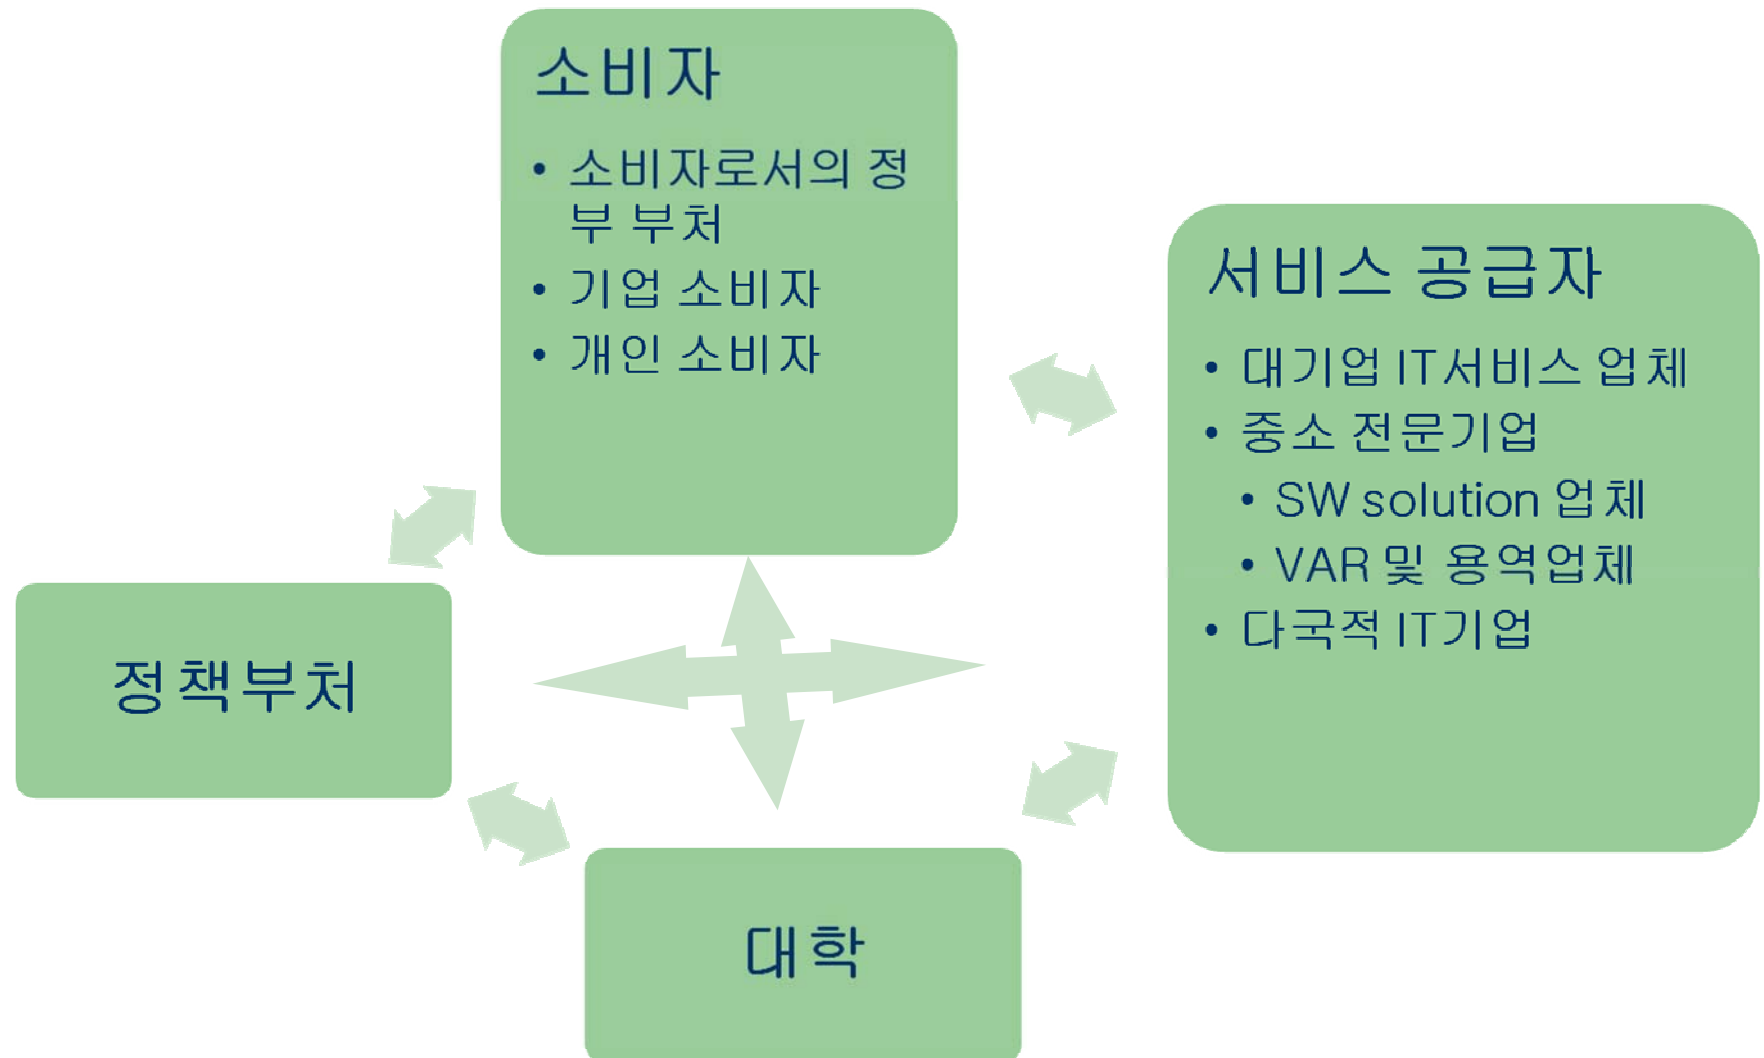 소비자
• 소비자로서의 정
부 부처
• 기업 소비자
• 개인 소비자
서비스 공급자
• 대기업 IT서비스 업체
• 중소 전문기업
• SW solution 업체
• VAR 및 용역업체
• 다국적 IT기업
정책부처
대학